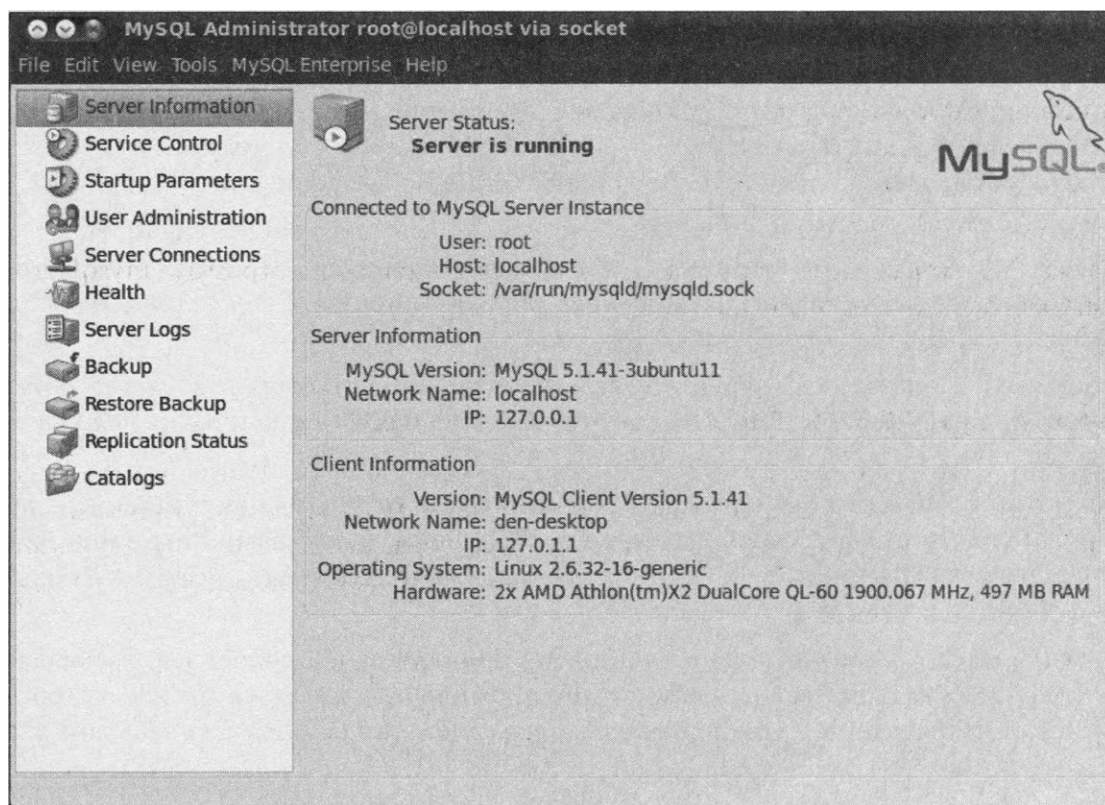 MySQL Administrator root@localhost via socket
File Edit View Tools MySQL Enterprise Help
Server Information
Service Control
Startup Parameters
User Administration
Server Connections
Health
Server Logs
Backup
Restore Backup
Replication Status
Catalogs
Server Status:
Server is running
MySQL
Connected to MySQL Server Instance
User: root
Host: localhost
Socket: /var/run/mysqld/mysqld.sock
Server Information
MySQL Version: MySQL 5.1.41-3ubuntu11
Network Name: localhost
IP: 127.0.0.1
Client Information
Version: MySQL Client Version 5.1.41
Network Name: den-desktop
IP: 127.0.1.1
Operating System: Linux 2.6.32-16-generic
Hardware: 2x AMD Athlon(tm)X2 DualCore QL-60 1900.067 MHz, 497 MB RAM